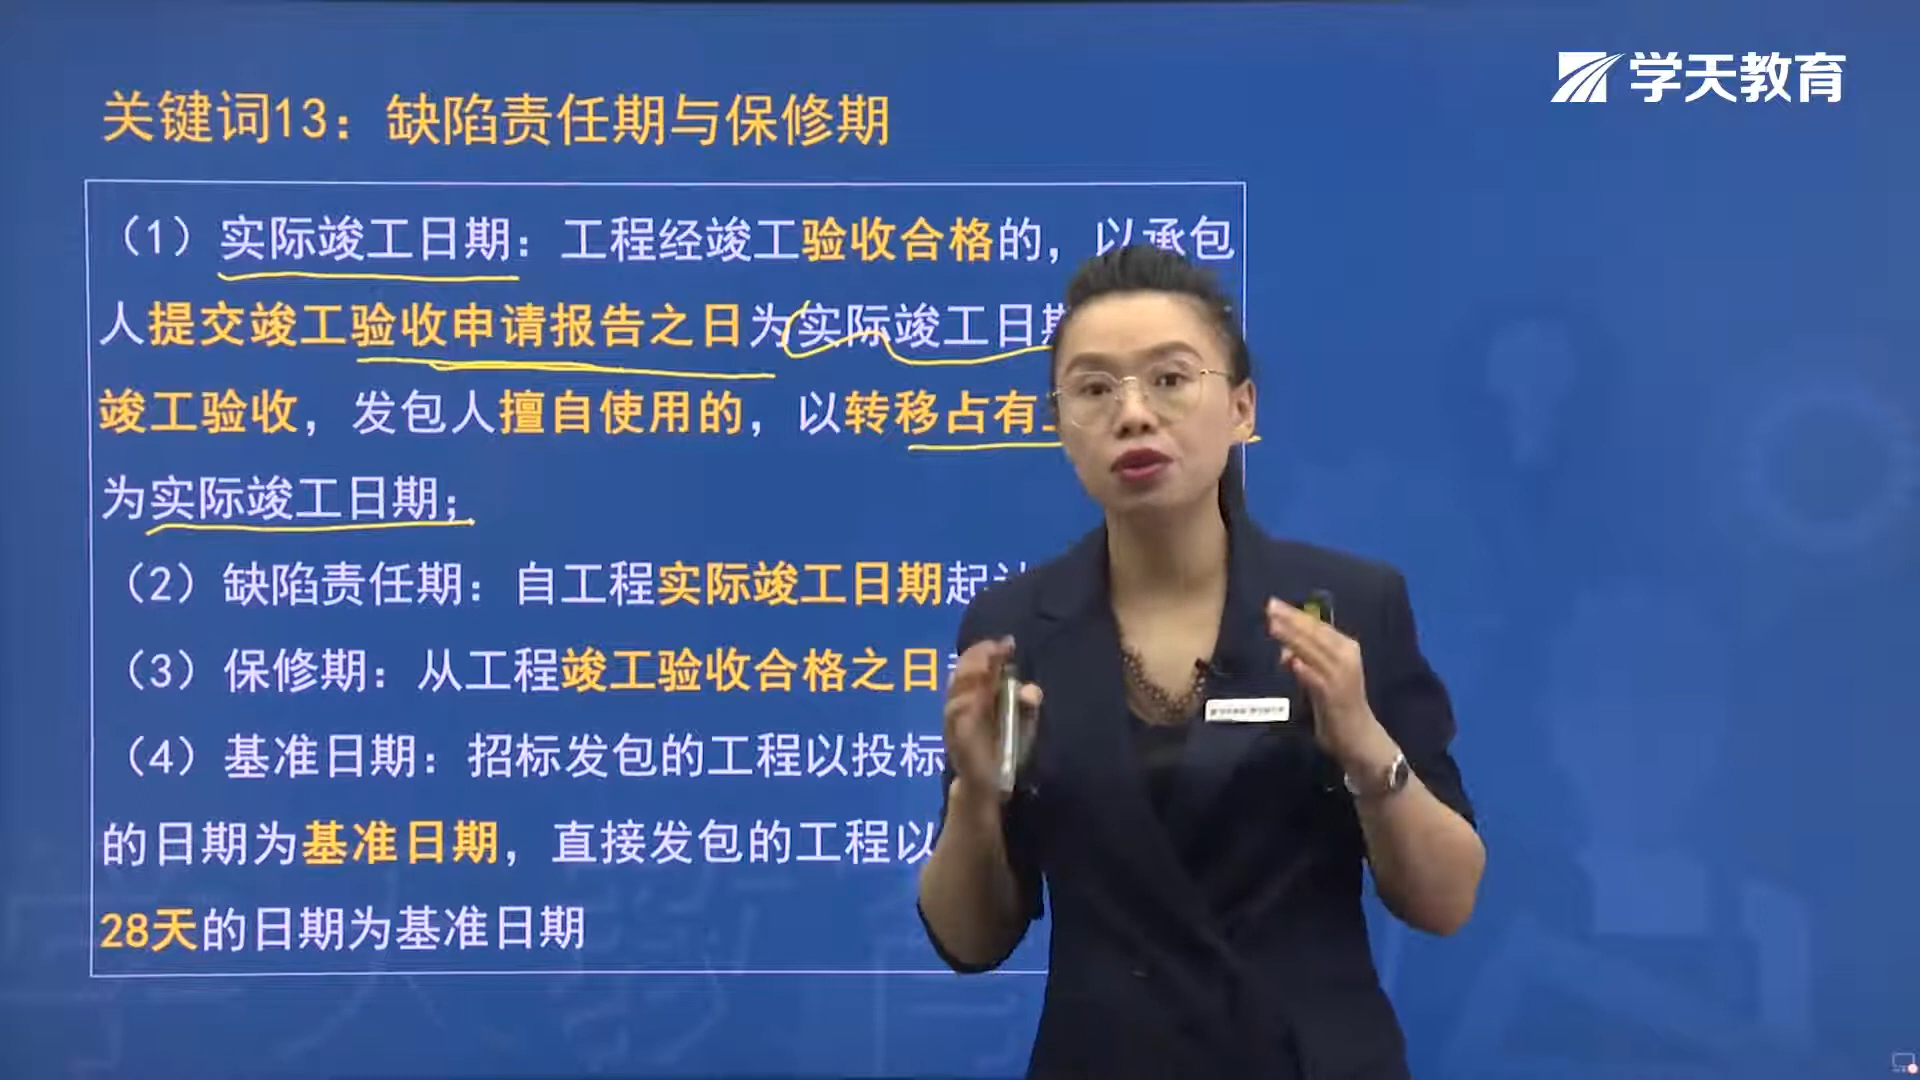 学天教育
关键词13：缺陷责任期与保修期
（1）实际竣工日期：工程经竣工验收合格的，以承包
人提交竣工验收申请报告之日为实际竣工日期
竣工验收，发包人擅自使用的，以转移占有
为实际竣工日期；
（2）缺陷责任期：自工程实际竣工日期起计
（3）保修期：从工程竣工验收合格之日
（4）基准日期：招标发包的工程以投标
的日期为基准日期，直接发包的工程以
28天的日期为基准日期